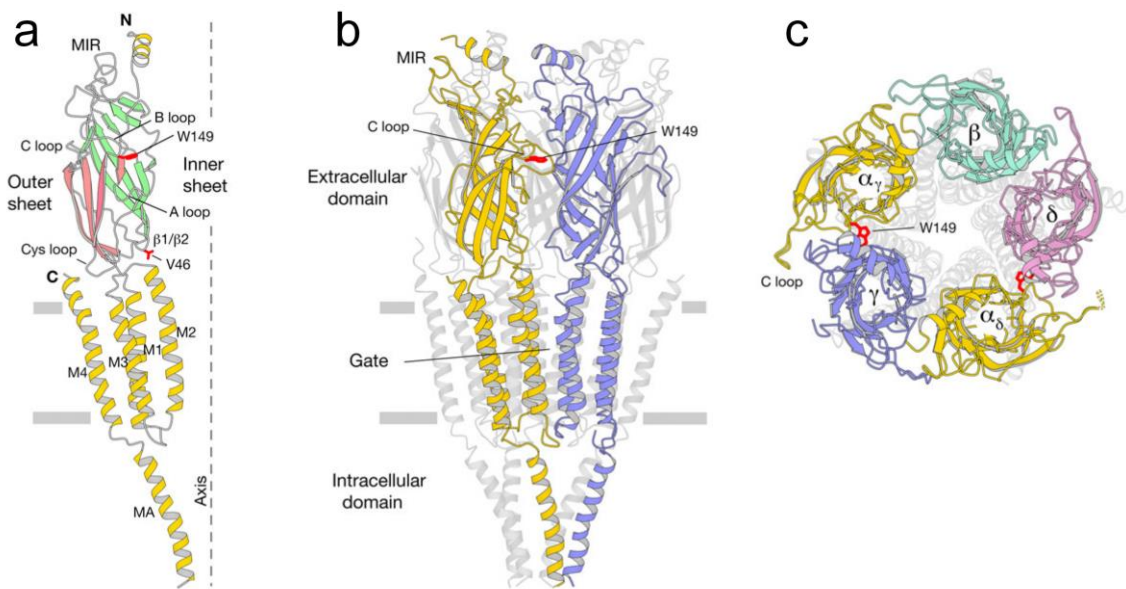 a
N
MIR
B loop
W149
C loop
Inner
sheet
Outer
sheet
A loop
β1/β2
Cys loop
V46
C
M2
M1
M3
M4
Axis
MA
b
MIR
C loop
W149
Extracellular
domain
Gate
Intracellular
domain
c
β
αγ
δ
W149
C loop
γ
αδ